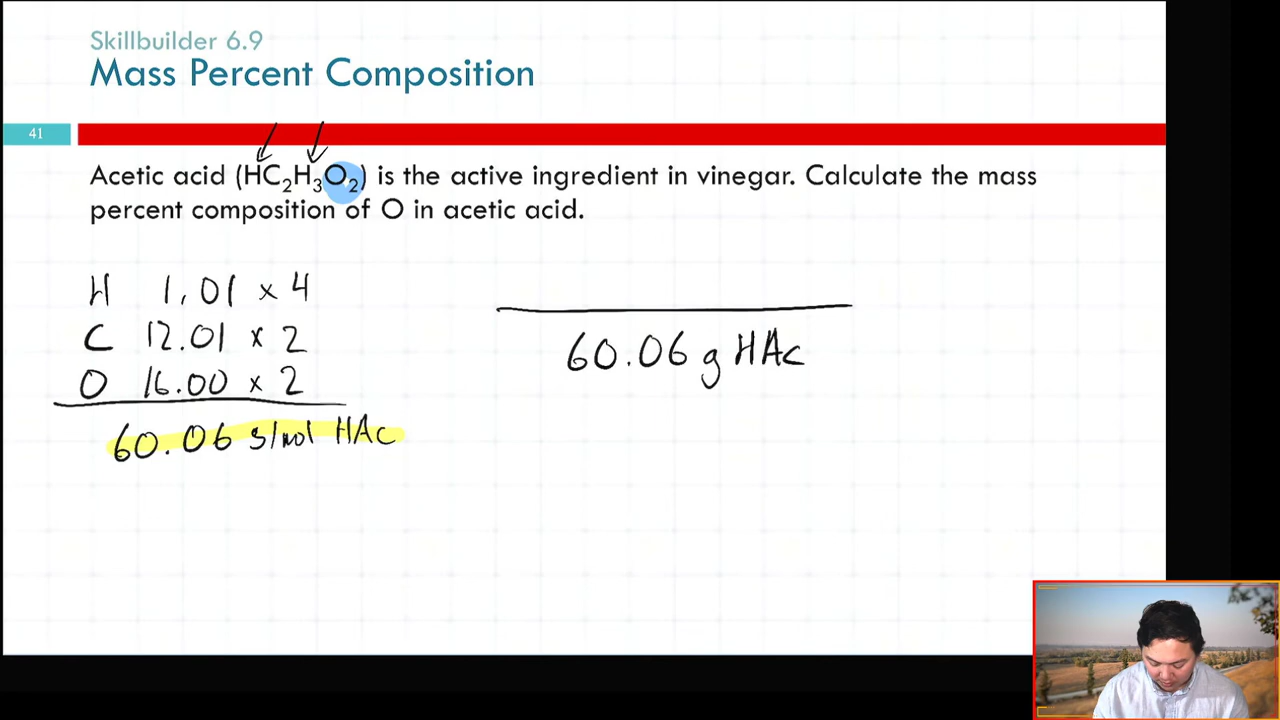 Skillbuilder 6.9
Mass Percent Composition
41
Acetic acid (HC₂H₃O₂) is the active ingredient in vinegar. Calculate the mass
percent composition of O in acetic acid.
H 1.01 × 4
C 12.01 × 2
O 16.00 × 2
60.06 g/mol HAc
60.06 g HAc